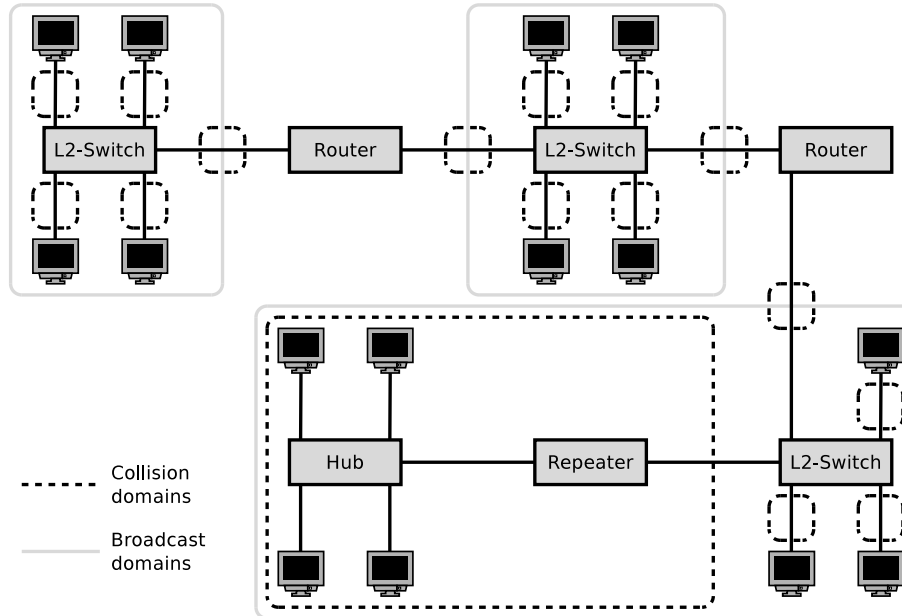 L2-Switch
Router
L2-Switch
Router
Hub
Repeater
L2-Switch
Collision
domains
Broadcast
domains